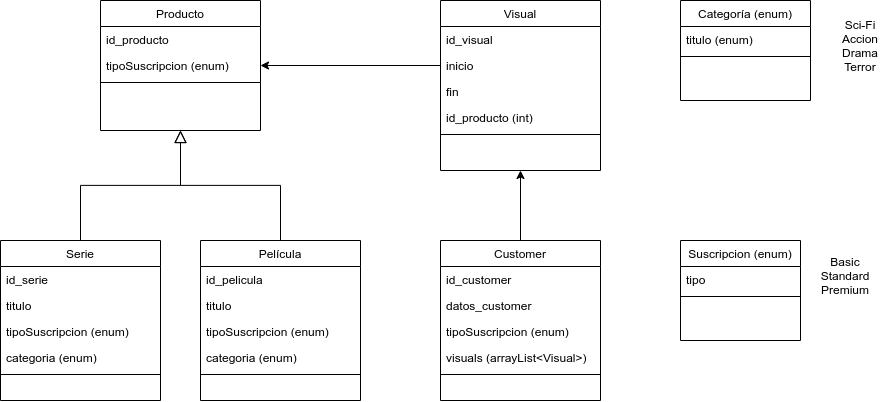 Producto
id_producto
tipoSuscripcion (enum)
Visual
id_visual
inicio
fin
id_producto (int)
Categoría (enum)
titulo (enum)
Sci-Fi
Accion
Drama
Terror
Serie
id_serie
titulo
tipoSuscripcion (enum)
categoria (enum)
Película
id_pelicula
titulo
tipoSuscripcion (enum)
categoria (enum)
Customer
id_customer
datos_customer
tipoSuscripcion (enum)
visuals (arrayList<Visual>)
Suscripcion (enum)
tipo
Basic
Standard
Premium